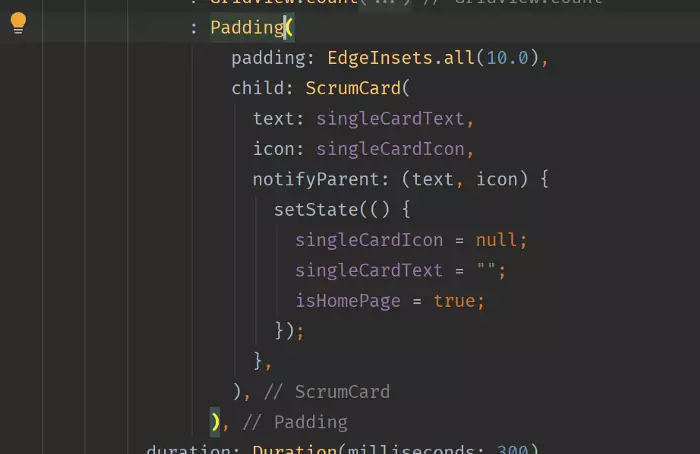 : GridView.count(...) // GridView.count
: Padding(
padding: EdgeInsets.all(10.0),
child: ScrumCard(
text: singleCardText,
icon: singleCardIcon,
notifyParent: (text, icon) {
setState(() {
singleCardIcon = null;
singleCardText = "";
isHomePage = true;
});
},
), // ScrumCard
), // Padding
duration: Duration(milliseconds: 300)